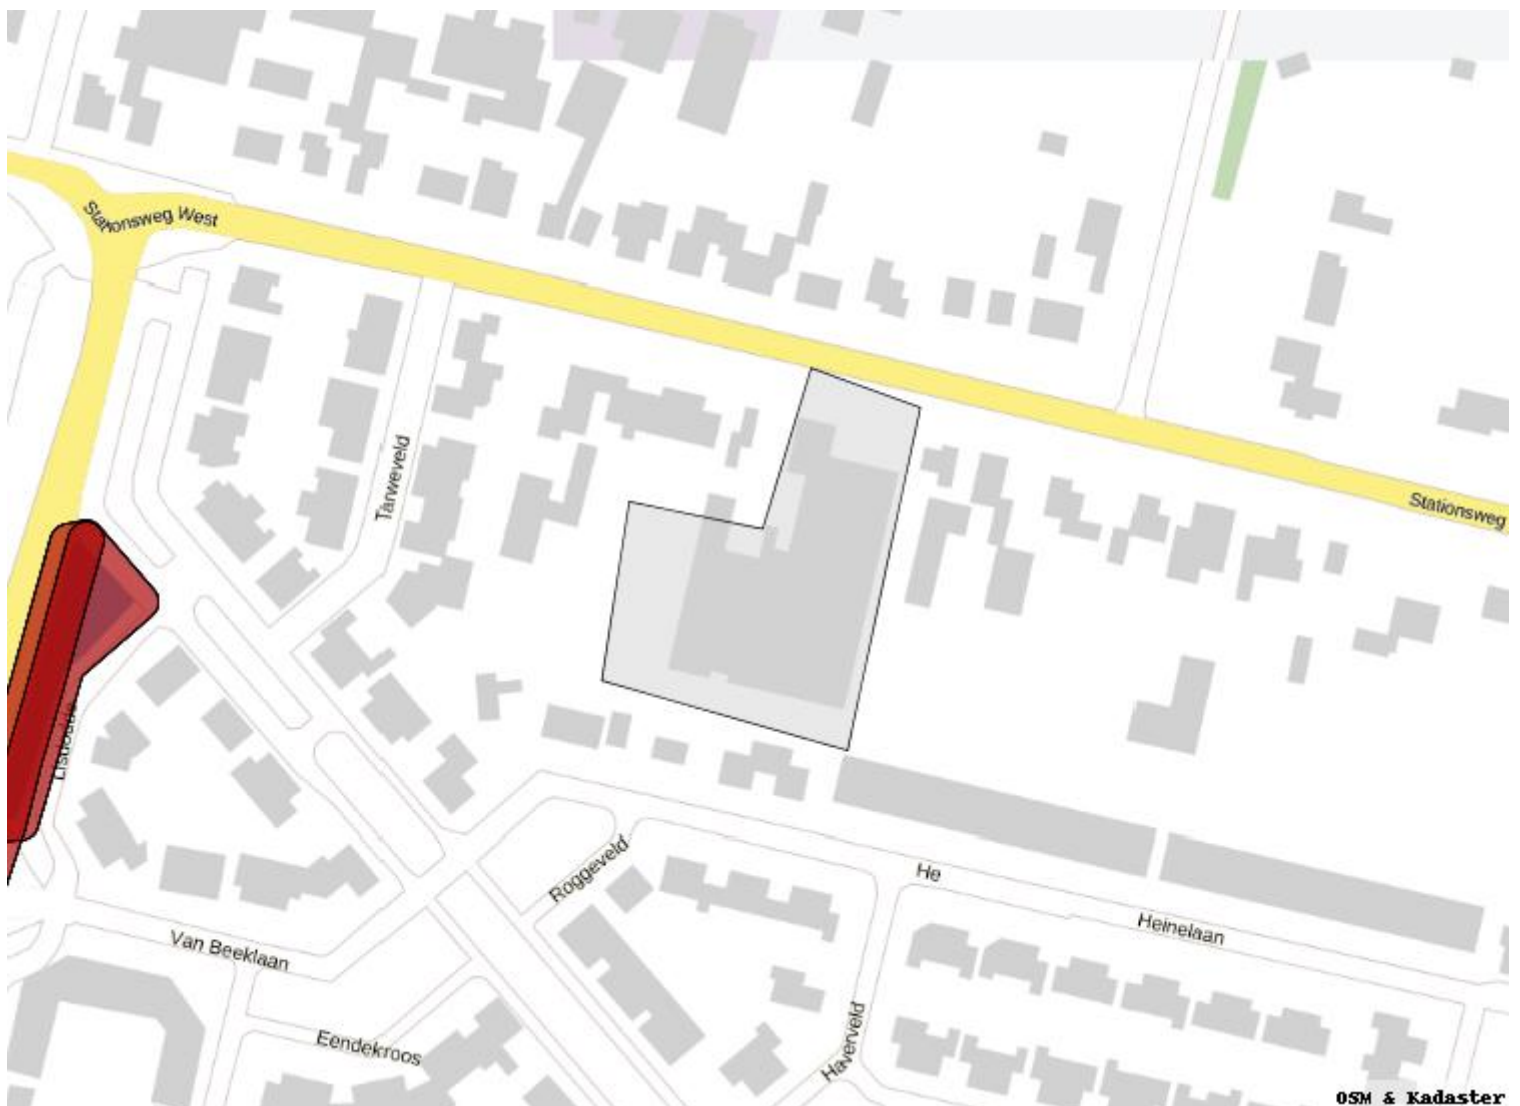 Stationsweg West
Tarweveld
Stationsweg
Roggeveld
He
Heinelaan
Van Beeklaan
Eendekroos
Haverveld
OSM & Kadaster